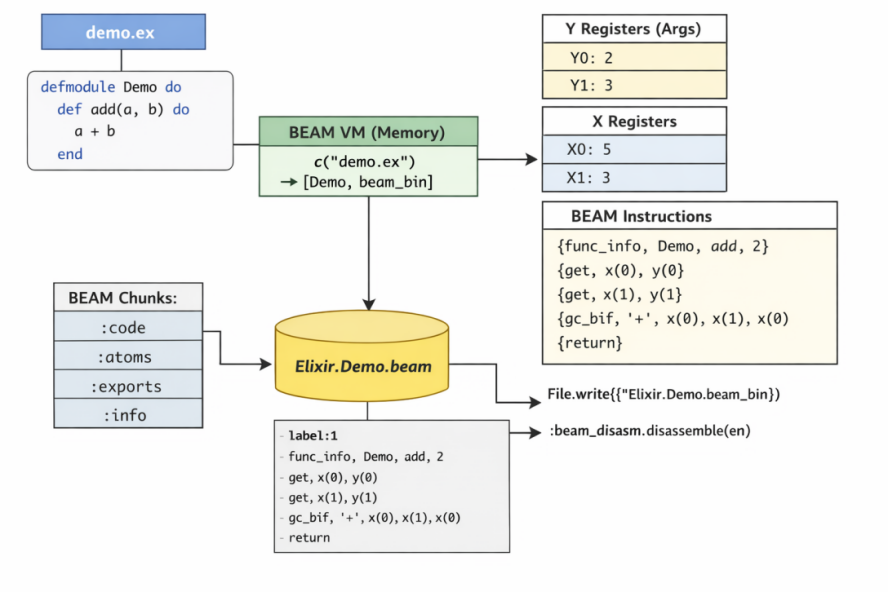 demo.ex
defmodule Demo do
def add(a, b) do
a + b
end
BEAM VM (Memory)
c("demo.ex")
→ [Demo, beam_bin]
Y Registers (Args)
Y0: 2
Y1: 3
X Registers
X0: 5
X1: 3
BEAM Instructions
{func_info, Demo, add, 2}
{get, x(0), y(0}
{get, x(1), y(1}
{gc_bif, '+', x(0), x(1), x(0)
{return}
BEAM Chunks:
:code
:atoms
:exports
:info
Elixir.Demo.beam
File.write{{"Elixir.Demo.beam_bin})
:beam_disasm.disassemble(en)
- label:1
- func_info, Demo, add, 2
- get, x(0), y(0)
- get, x(1), y(1)
- gc_bif, '+', x(0), x(1), x(0)
- return